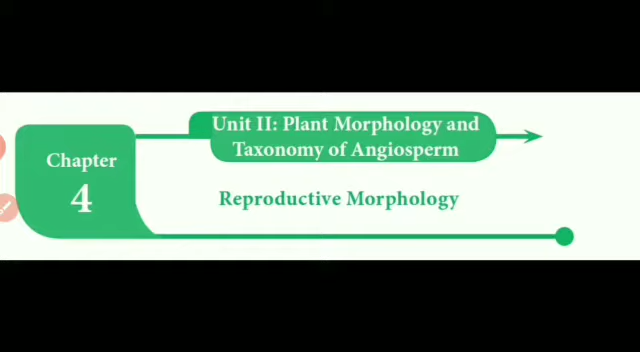 Unit II: Plant Morphology and
Taxonomy of Angiosperm
Chapter
4
Reproductive Morphology